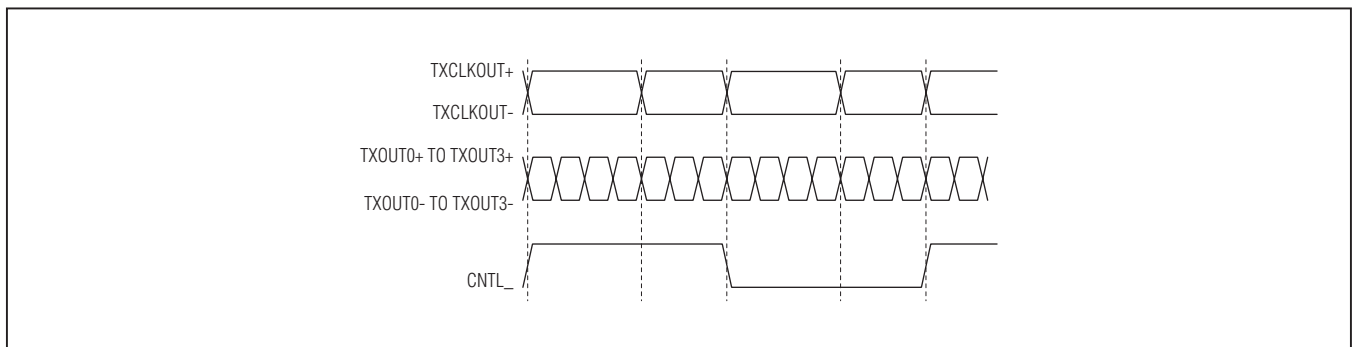 TXCLKOUT+
TXCLKOUT-
TXOUT0+ TO TXOUT3+
TXOUT0- TO TXOUT3-
CNTL_